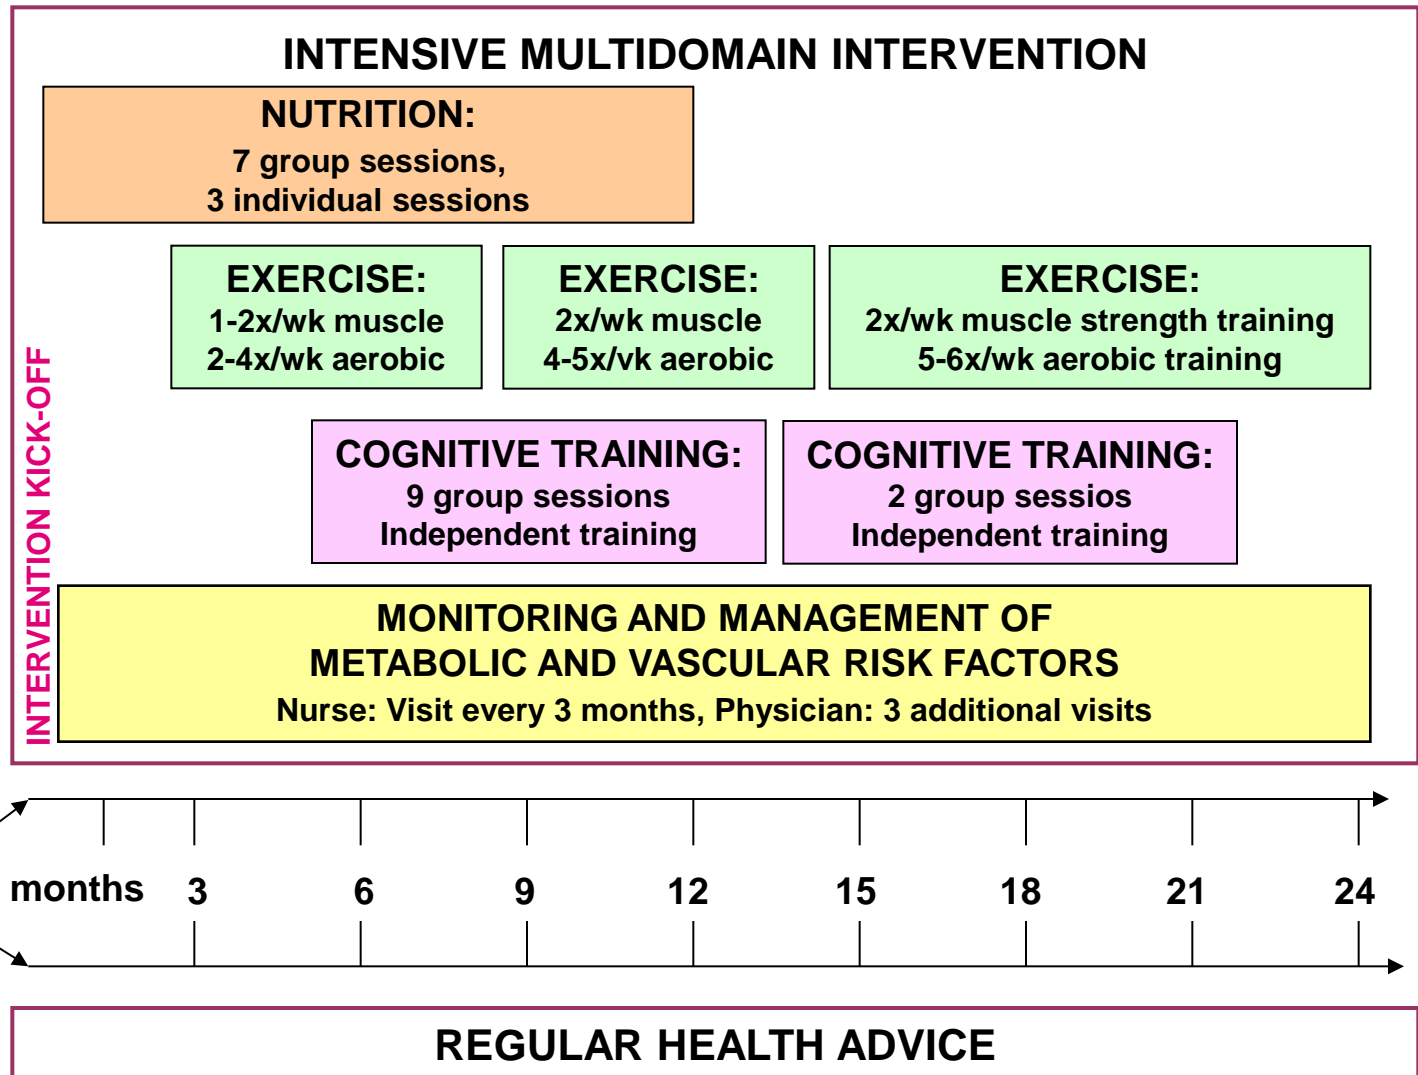 INTENSIVE MULTIDOMAIN INTERVENTION
NUTRITION:
7 group sessions,
3 individual sessions
EXERCISE:
1-2x/wk muscle
2-4x/wk aerobic
EXERCISE:
2x/wk muscle
4-5x/vk aerobic
EXERCISE:
2x/wk muscle strength training
5-6x/wk aerobic training
INTERVENTION KICK-OFF
COGNITIVE TRAINING:
9 group sessions
Independent training
COGNITIVE TRAINING:
2 group sessios
Independent training
MONITORING AND MANAGEMENT OF
METABOLIC AND VASCULAR RISK FACTORS
Nurse: Visit every 3 months, Physician: 3 additional visits
months 3 6 9 12 15 18 21 24
REGULAR HEALTH ADVICE